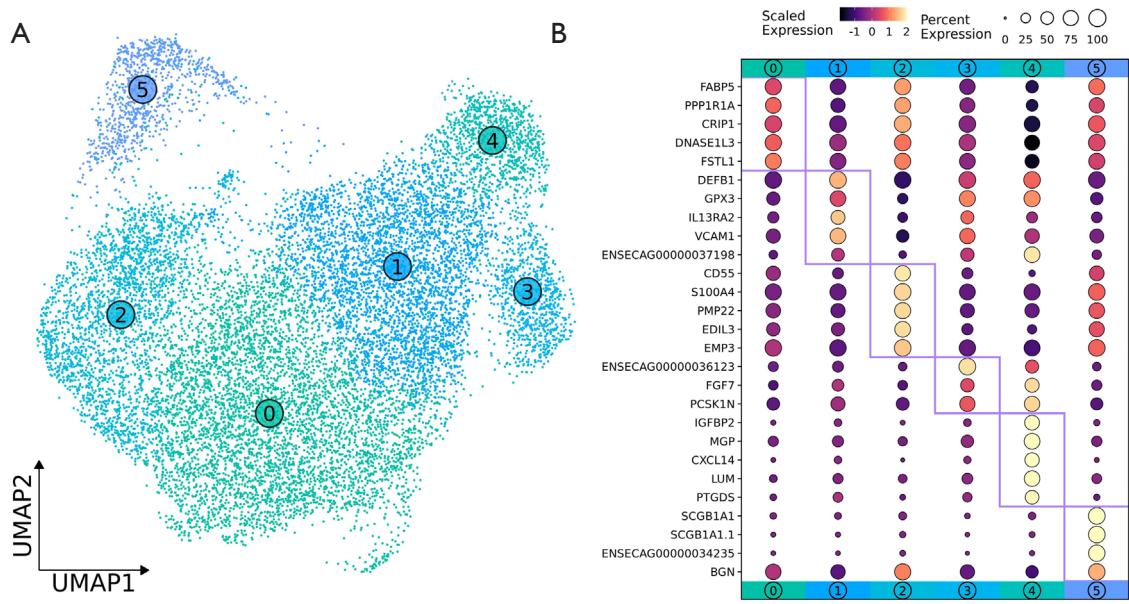 A
B
Scaled Expression
-1 0 1 2
Percent Expression
0 25 50 75 100
5
4
1
3
2
0
UMAP2
UMAP1
0 1 2 3 4 5
FABP5
PPP1R1A
CRIP1
DNASE1L3
FSTL1
DEFB1
GPX3
IL13RA2
VCAM1
ENSECAG00000037198
CD55
S100A4
PMP22
EDIL3
EMP3
ENSECAG00000036123
FGF7
PCSK1N
IGFBP2
MGP
CXCL14
LUM
PTGDS
SCGB1A1
SCGB1A1.1
ENSECAG00000034235
BGN
0 1 2 3 4 5